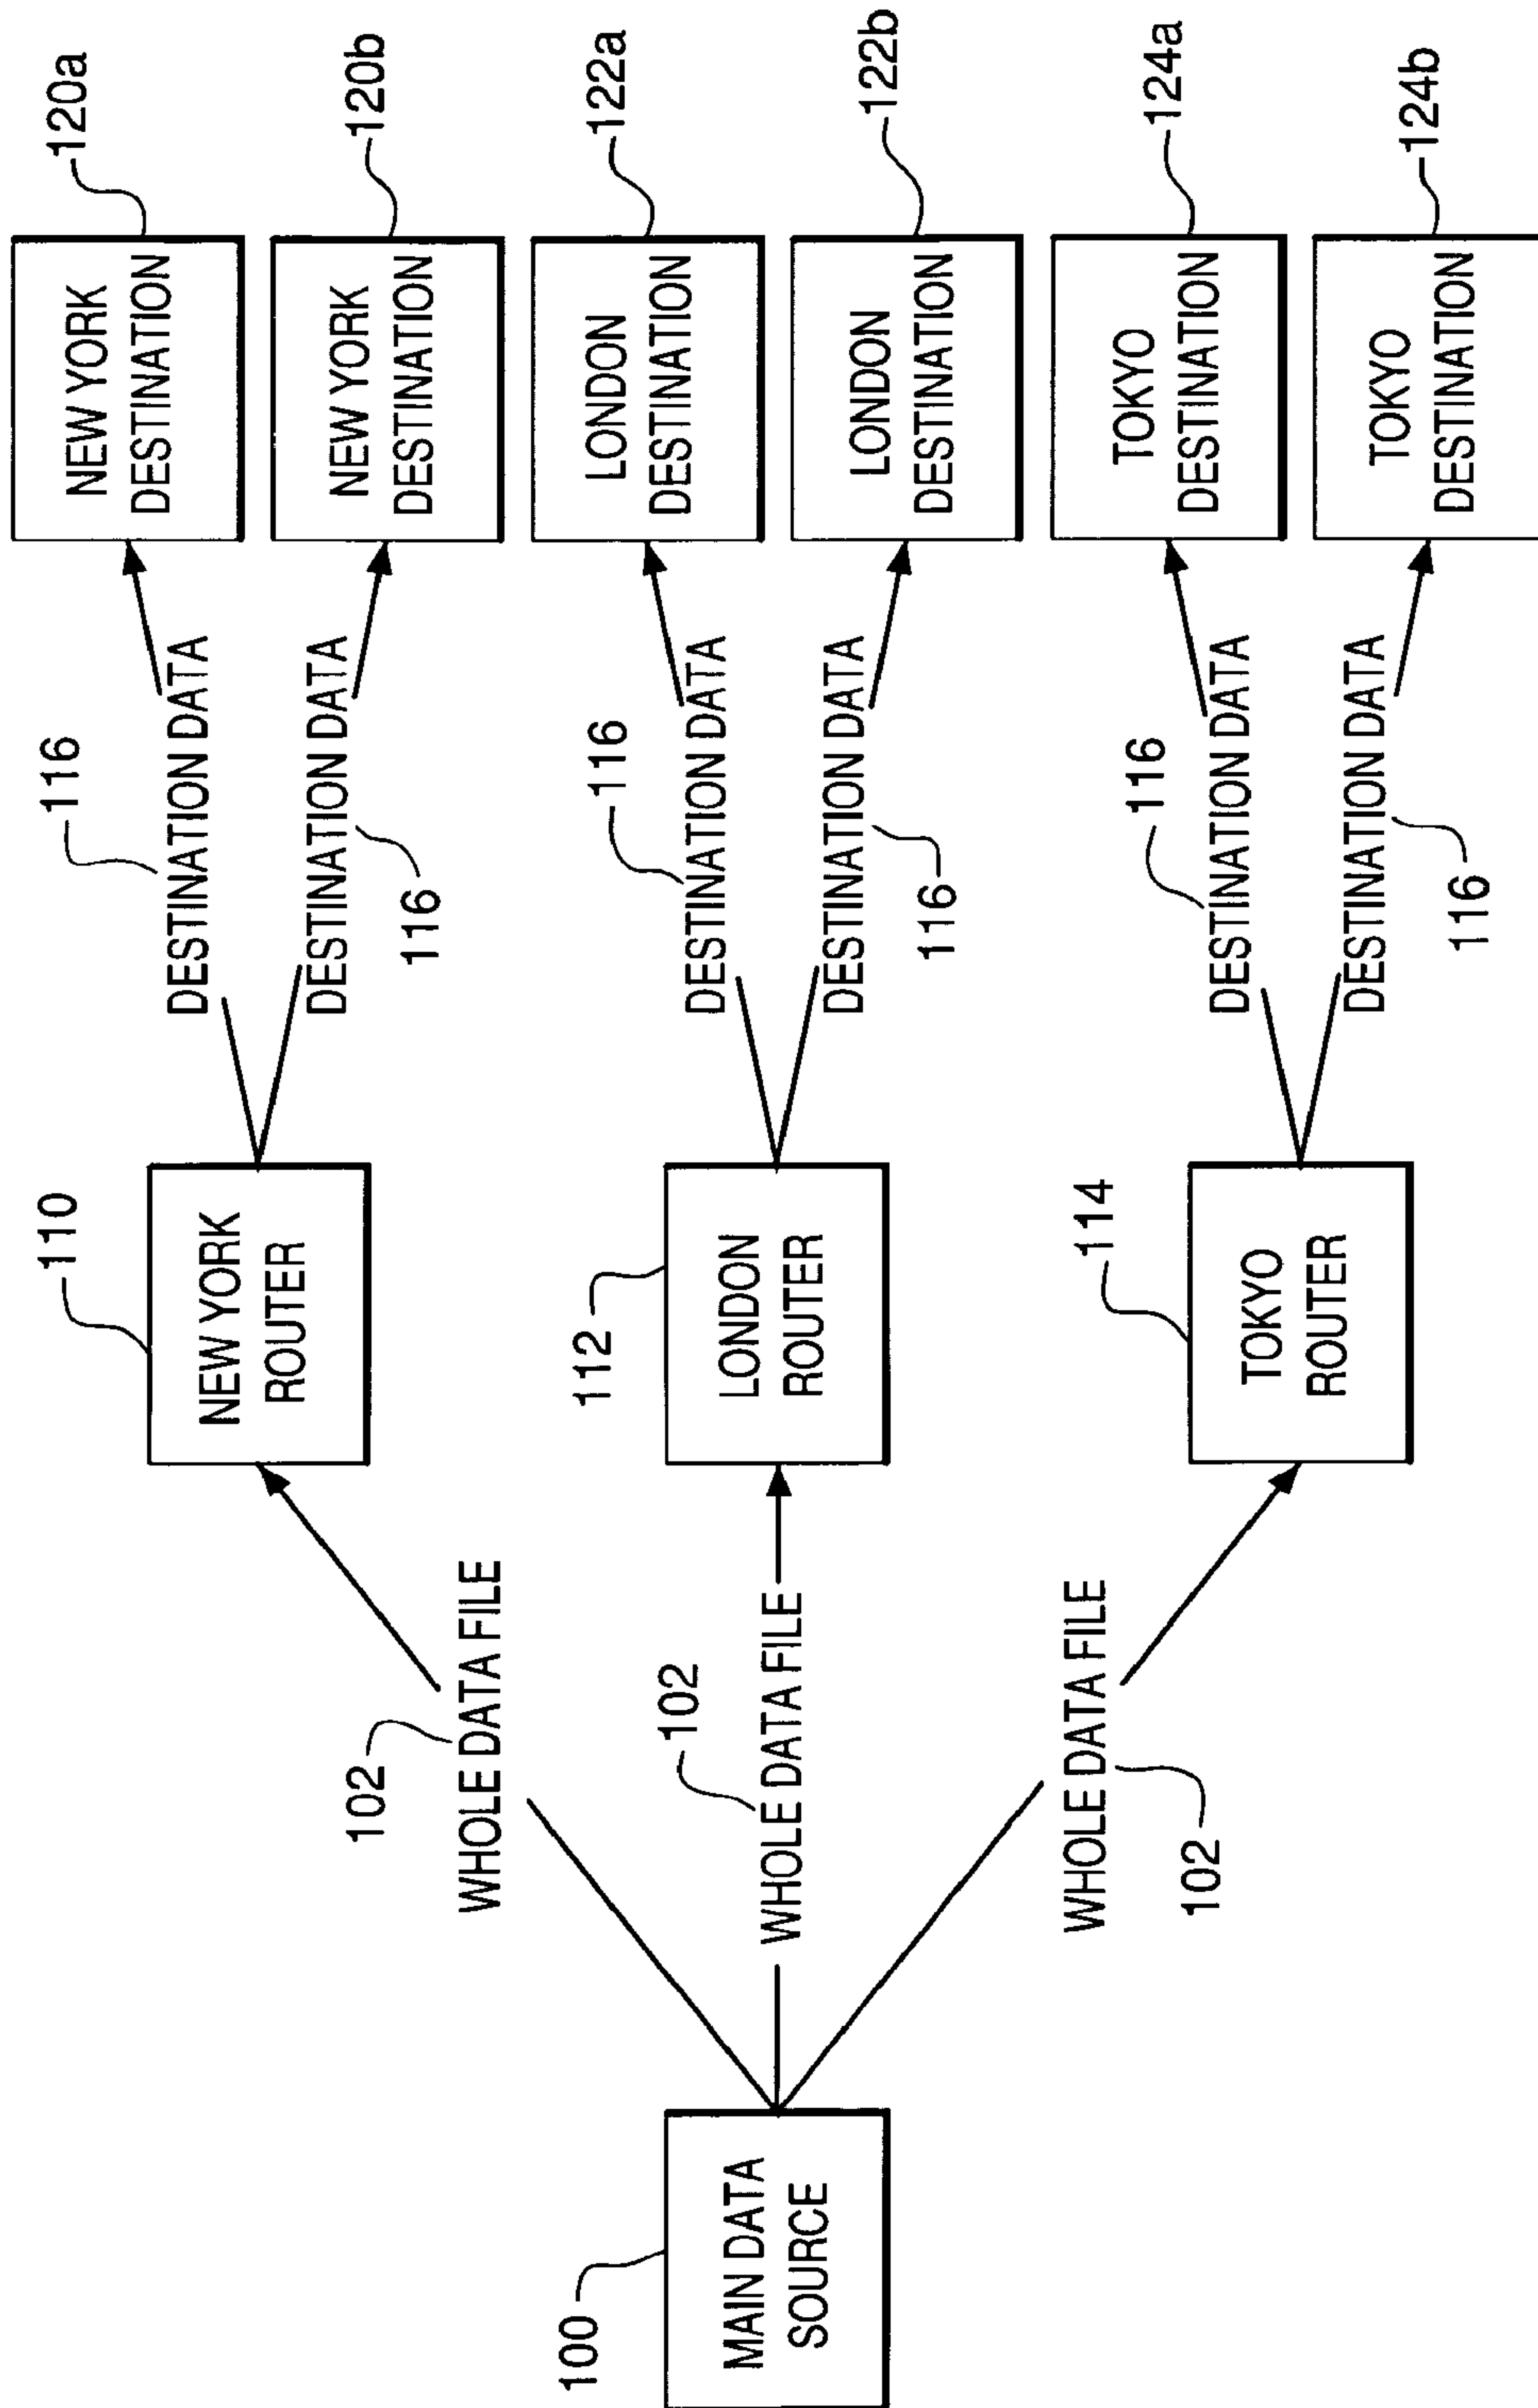 100
MAIN DATA
SOURCE
102
WHOLE DATA FILE
102
WHOLE DATA FILE
WHOLE DATA FILE
102
110
NEW YORK
ROUTER
112
LONDON
ROUTER
114
TOKYO
ROUTER
116
DESTINATION DATA
DESTINATION DATA
116
116
DESTINATION DATA
DESTINATION DATA
116
116
DESTINATION DATA
DESTINATION DATA
116
120a
NEW YORK
DESTINATION
120b
NEW YORK
DESTINATION
122a
LONDON
DESTINATION
122b
LONDON
DESTINATION
124a
TOKYO
DESTINATION
124b
TOKYO
DESTINATION